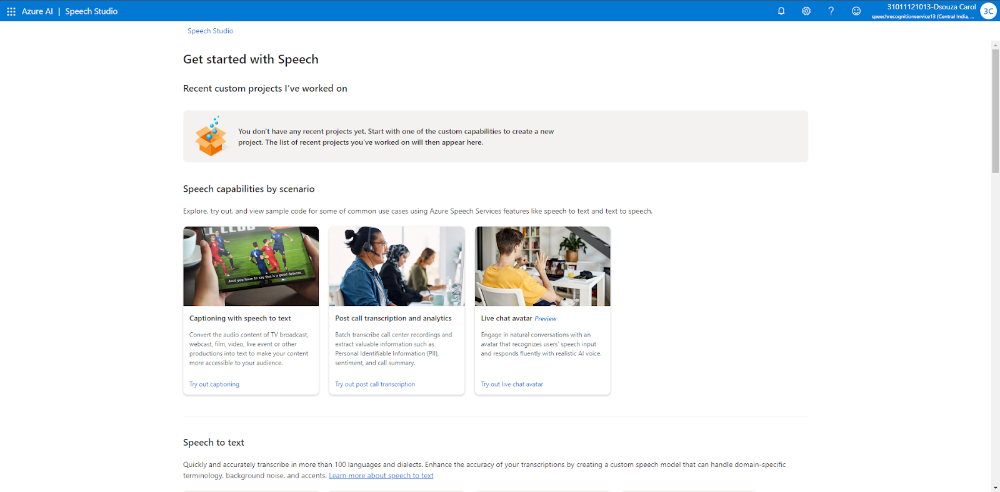 Azure AI | Speech Studio
31011121013-Dsouza Carol
speechrecognitionservice13 (Central India, ...
3C
Speech Studio
Get started with Speech
Recent custom projects I've worked on
You don't have any recent projects yet. Start with one of the custom capabilities to create a new
project. The list of recent projects you've worked on will then appear here.
Speech capabilities by scenario
Explore, try out, and view sample code for some of common use cases using Azure Speech Services features like speech to text and text to speech.
And you have to say this is a good defense.
Captioning with speech to text
Convert the audio content of TV broadcast,
webcast, film, video, live event or other
productions into text to make your content
more accessible to your audience.
Try out captioning
Post call transcription and analytics
Batch transcribe call center recordings and
extract valuable information such as
Personal Identifiable Information (PII),
sentiment, and call summary.
Try out post call transcription
Live chat avatar Preview
Engage in natural conversations with an
avatar that recognizes users' speech input
and responds fluently with realistic AI voice.
Try out live chat avatar
Speech to text
Quickly and accurately transcribe in more than 100 languages and dialects. Enhance the accuracy of your transcriptions by creating a custom speech model that can handle domain-specific
terminology, background noise, and accents. Learn more about speech to text